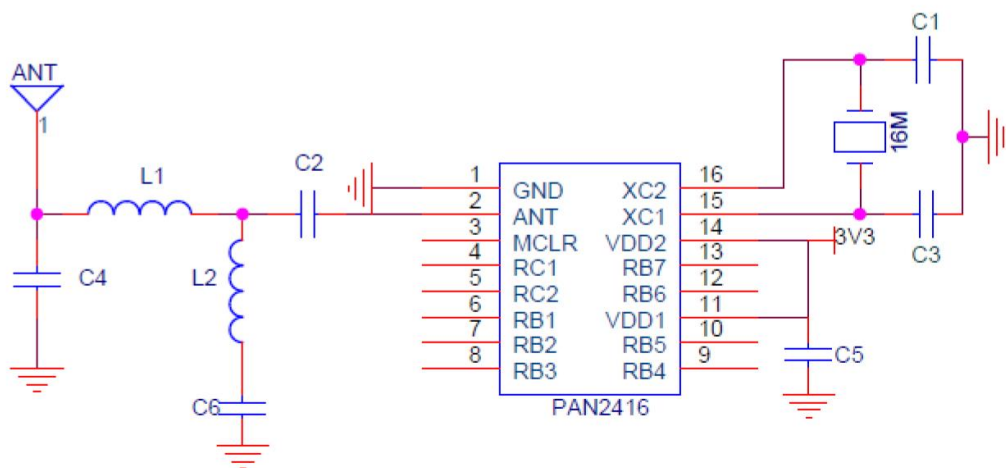 ANT
1
L1
C2
C4
L2
C6
1 GND XC2 16
2 ANT XC1 15
3 MCLR VDD2 14
4 RC1 RB7 13
5 RC2 RB6 12
6 RB1 VDD1 11
7 RB2 RB5 10
8 RB3 RB4 9
PAN2416
C1
16M
3V3
C3
C5